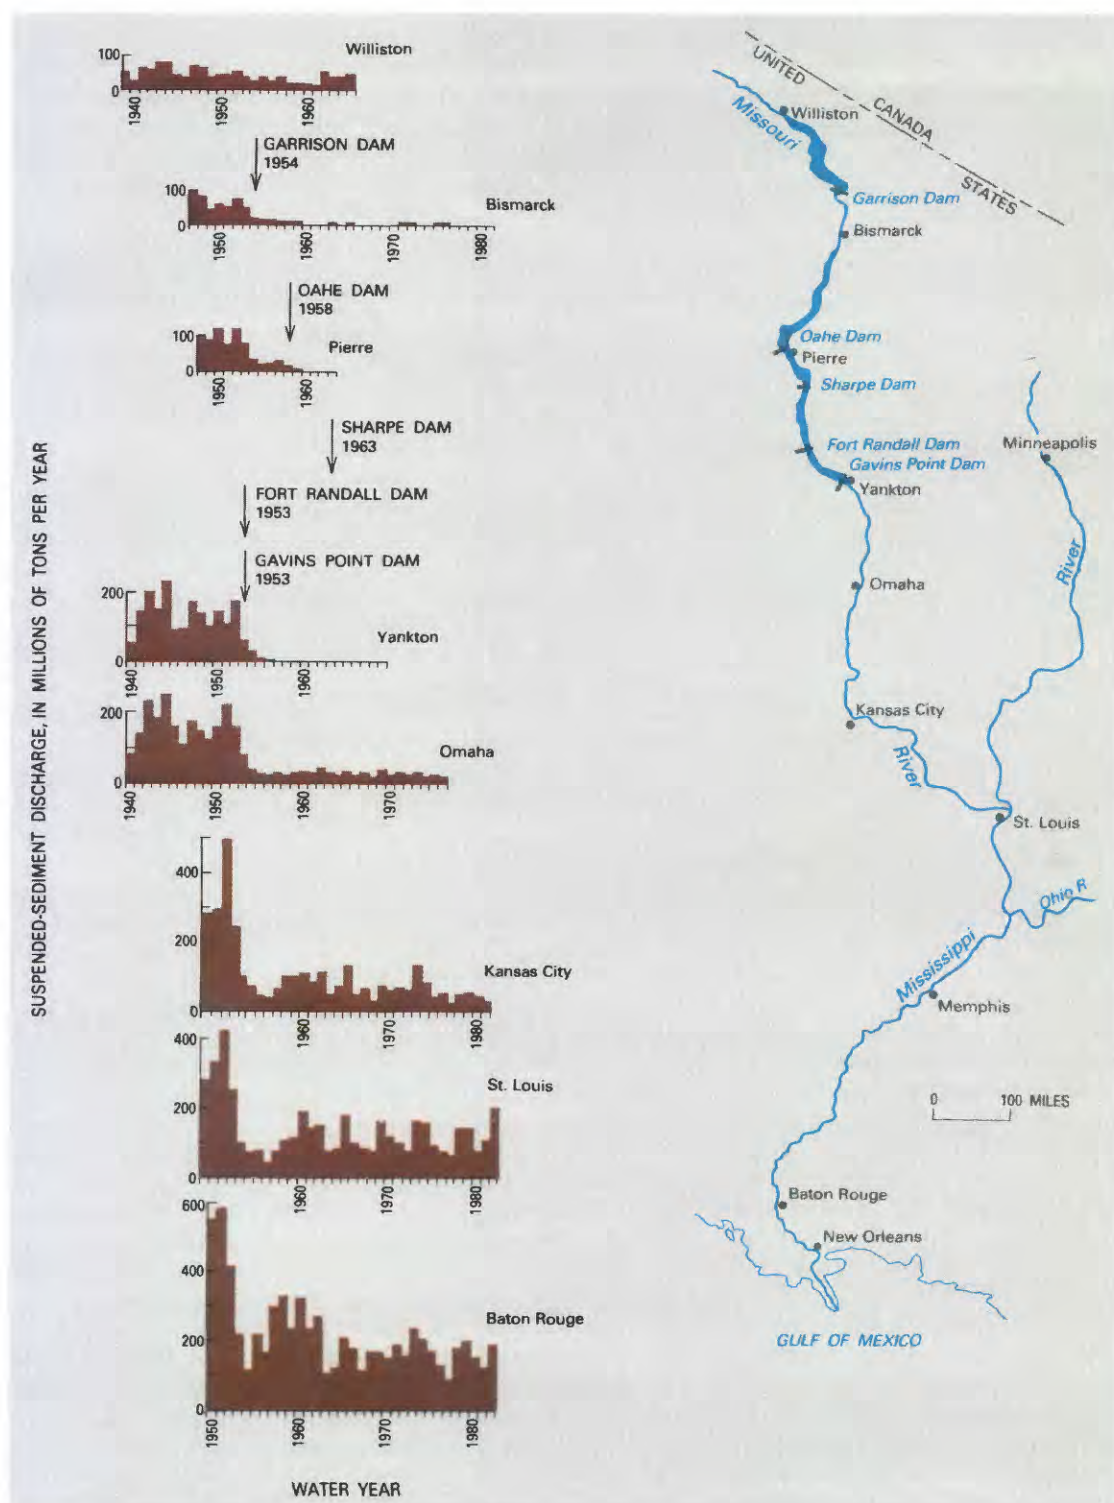 SUSPENDED-SEDIMENT DISCHARGE, IN MILLIONS OF TONS PER YEAR
Williston
100
0
1940
1950
1960
GARRISON DAM
1954
100
Bismarck
0
1950
1960
1970
1980
OAHE DAM
1958
100
Pierre
0
1950
1960
SHARPE DAM
1963
FORT RANDALL DAM
1953
GAVINS POINT DAM
1953
200
Yankton
0
1940
1950
1960
200
Omaha
0
1940
1950
1960
1970
400
200
Kansas City
0
1960
1970
1980
400
St. Louis
200
0
1960
1970
1980
600
400
Baton Rouge
200
0
1950
1960
1970
1980
WATER YEAR
UNITED
CANADA
STATES
Missouri
Williston
Garrison Dam
Bismarck
Oahe Dam
Pierre
Sharpe Dam
Fort Randall Dam
Minneapolis
Gavins Point Dam
Yankton
River
Omaha
Kansas City
River
St. Louis
Ohio R
Mississippi
Memphis
0 100 MILES
Baton Rouge
New Orleans
GULF OF MEXICO